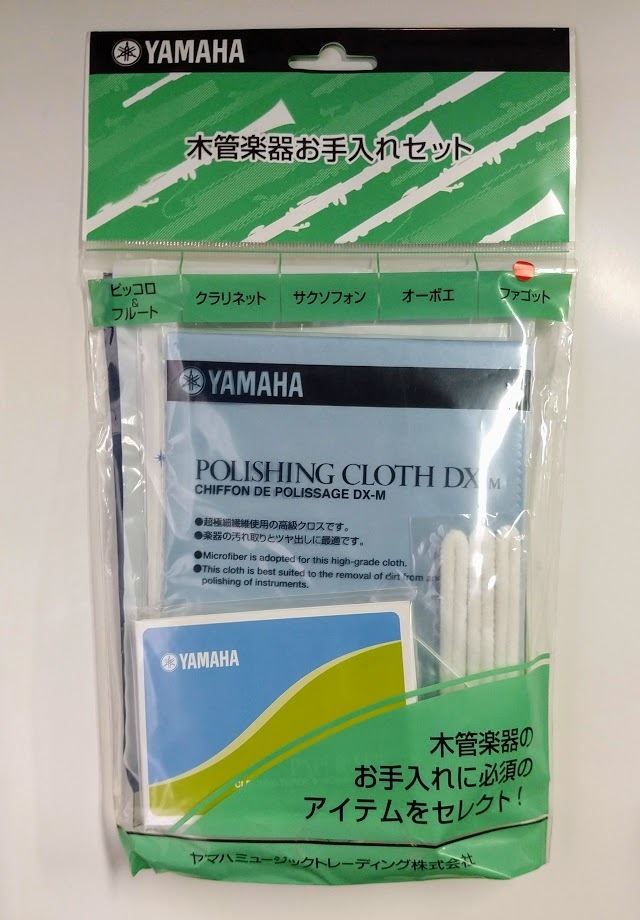 YAMAHA
木管楽器お手入れセット
ピッコロ
&
フルート
クラリネット
サクソフォン
オーボエ
ファゴット
YAMAHA
POLISHING CLOTH DX M
CHIFFON DE POLISSAGE DX-M
●超極細繊維使用の高級クロスです。
●楽器の汚れ取りとツヤ出しに最適です。
●Microfiber is adopted for this high-grade cloth.
●This cloth is best suited to the removal of dirt from and
polishing of instruments.
YAMAHA
木管楽器の
お手入れに必須の
アイテムをセレクト!
ヤマハミュージックトレーディング株式会社